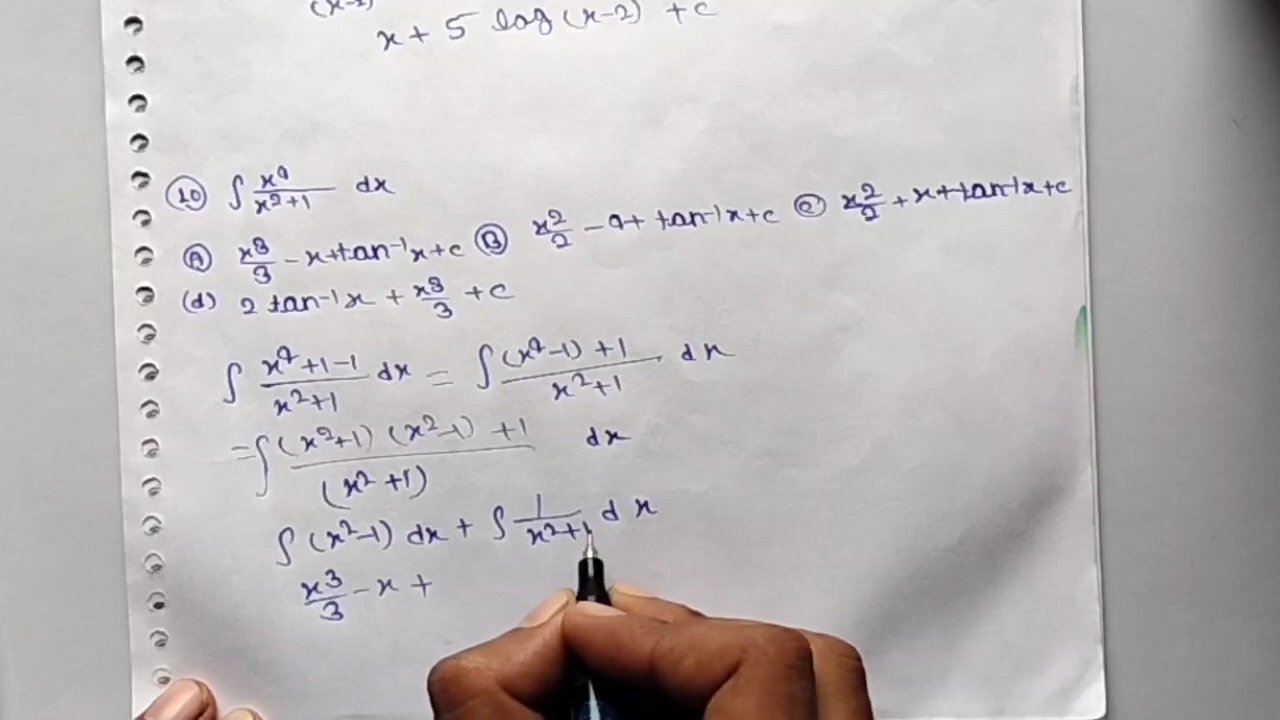 x + 5 log (x-2) + c
(10) ∫ x⁴/(x²+1) dx
(A) x³/3 - x + tan⁻¹x + c (B) x²/2 - 9 + tan⁻¹x + c (C) x²/2 + x + tan⁻¹x + c
(d) 2 tan⁻¹x + x³/3 + c
∫ (x⁴+1-1)/(x²+1) dx = ∫ ((x⁴-1)+1)/(x²+1) dx
= ∫ ((x²+1)(x²-1)+1)/(x²+1) dx
∫ (x²-1) dx + ∫ 1/(x²+1) dx
x³/3 - x +